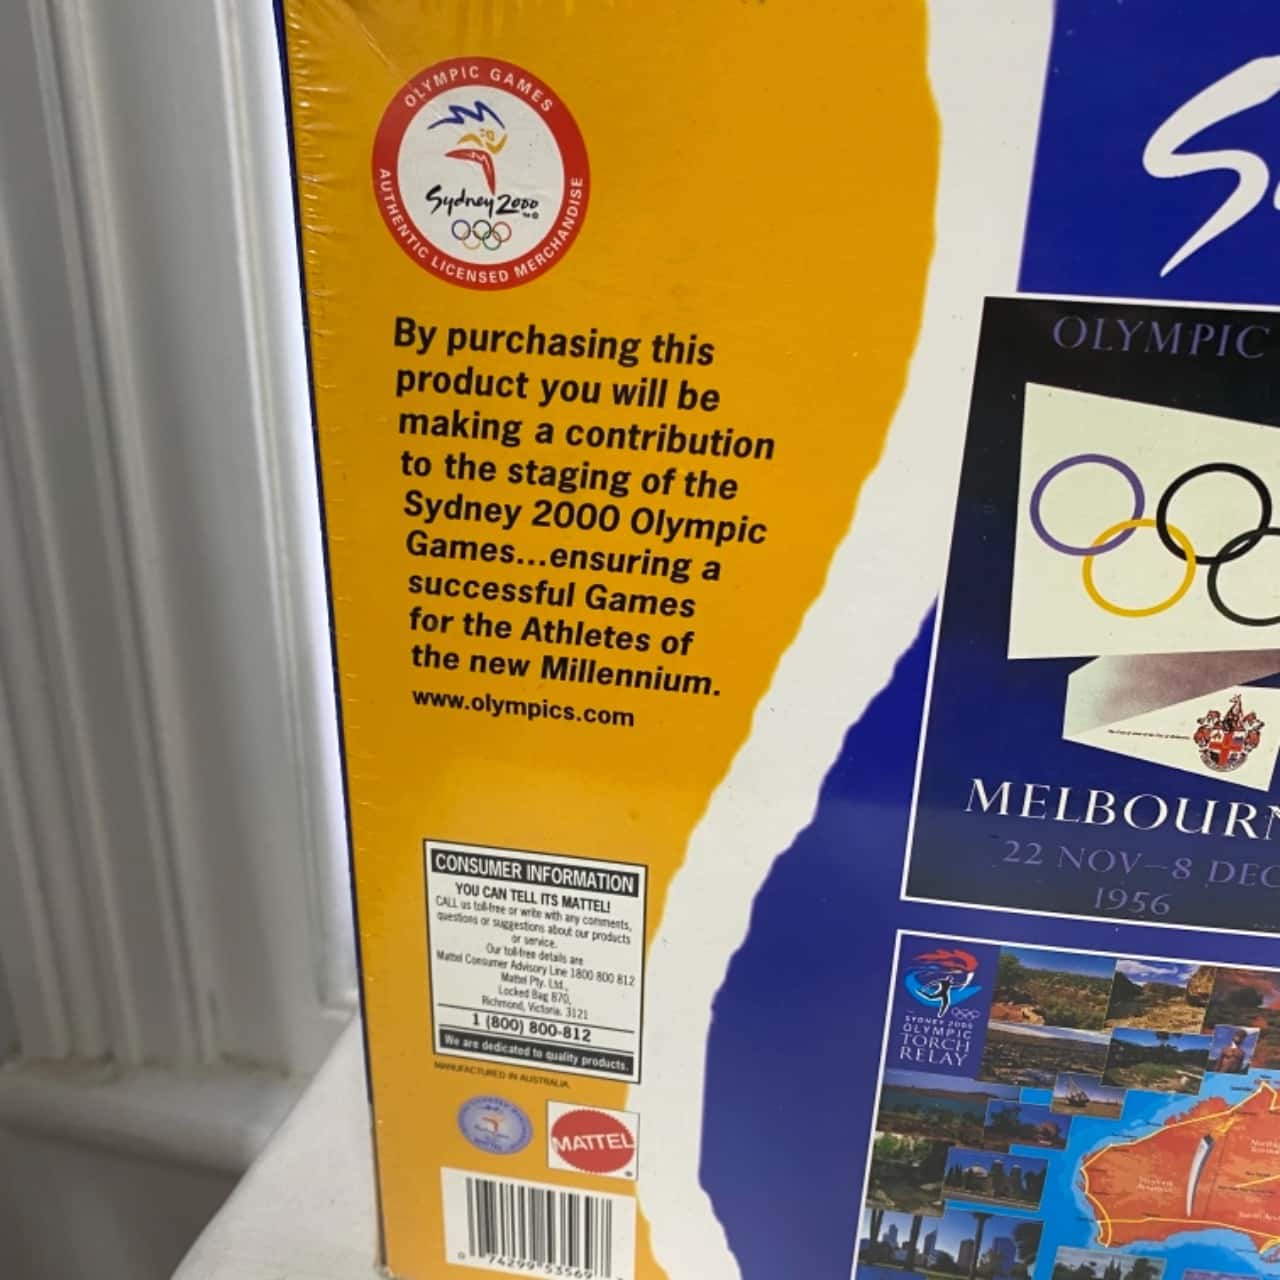 OLYMPIC GAMES
Sydney 2000
AUTHENTIC LICENSED MERCHANDISE
By purchasing this
product you will be
making a contribution
to the staging of the
Sydney 2000 Olympic
Games...ensuring a
successful Games
for the Athletes of
the new Millennium.
www.olympics.com
CONSUMER INFORMATION
YOU CAN TELL ITS MATTEL!
CALL us toll-free or write with any comments,
questions or suggestions about our products
or service.
Our toll-free details are
Mattel Consumer Advisory Line 1800 800 812
Mattel Pty. Ltd.,
Locked Bag 870,
Richmond, Victoria. 3121
1 (800) 800-812
We are dedicated to quality products.
MANUFACTURED IN AUSTRALIA.
MATTEL
0 74299 53569
S
OLYMPIC
MELBOURN
22 NOV-8 DEC
1956
SYDNEY 2000
OLYMPIC
TORCH
RELAY